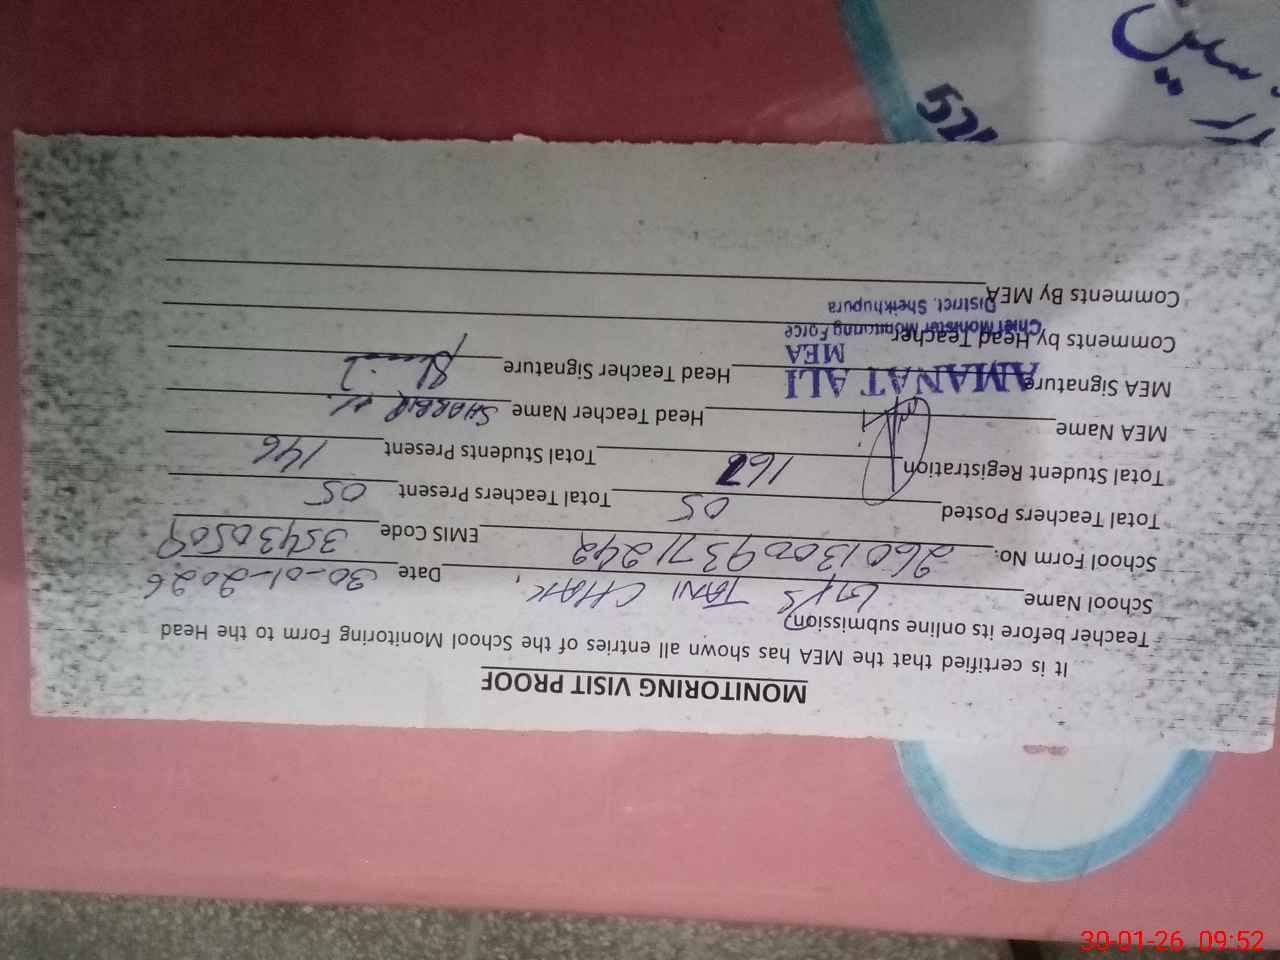 MONITORING VISIT PROOF
It is certified that the MEA has shown all entries of the School Monitoring Form to the Head
Teacher before its online submission
School Name GPS TANI CHAK, Date 30-01-2026
School Form No. 26013009371242 EMIS Code 35430509
Total Teachers Posted 05 Total Teachers Present 05
Total Student Registration 167 Total Students Present 146
MEA Name Head Teacher Name SHABBIR
MEA Signature AMANAT ALI Head Teacher Signature
MEA
Comments by Head Teacher Chief Minister Monitoring Force
District. Sheikhupura
Comments By MEA
30-01-26 09:52